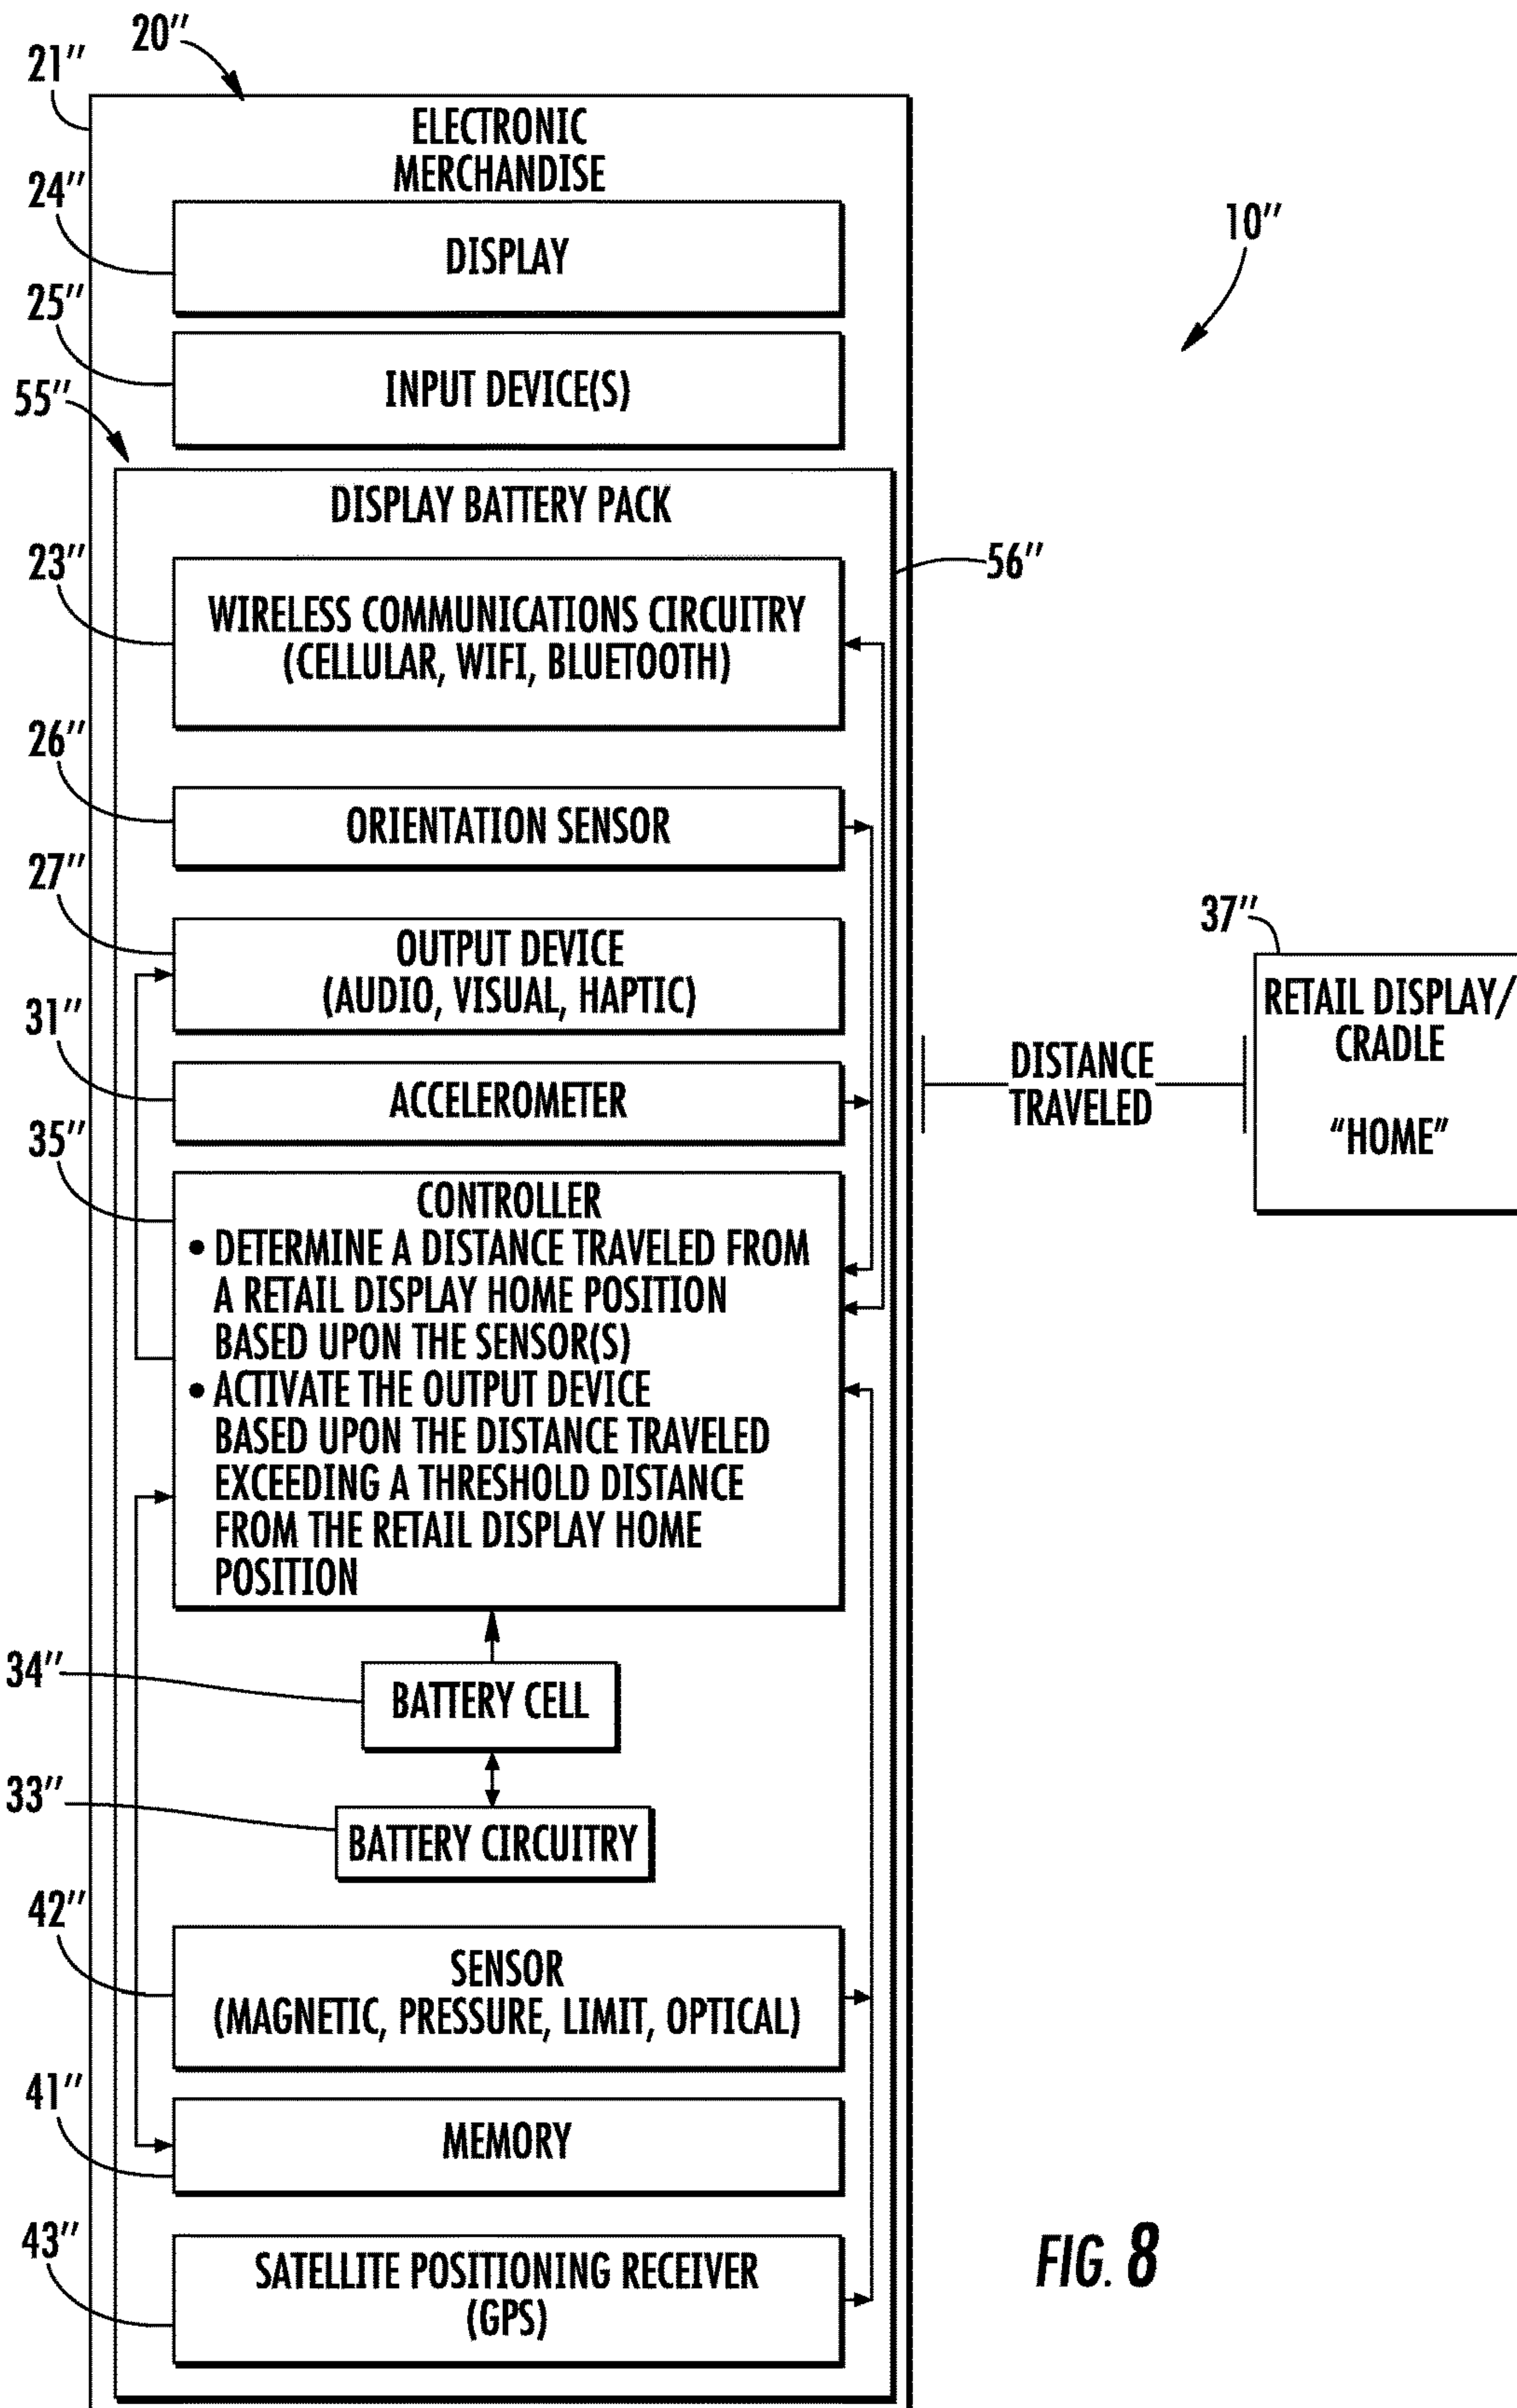 20″
21″
ELECTRONIC
MERCHANDISE
24″
DISPLAY
10″
25″
INPUT DEVICE(S)
55″
DISPLAY BATTERY PACK
23″
56″
WIRELESS COMMUNICATIONS CIRCUITRY
(CELLULAR, WIFI, BLUETOOTH)
26″
ORIENTATION SENSOR
27″
OUTPUT DEVICE
(AUDIO, VISUAL, HAPTIC)
37″
RETAIL DISPLAY/
CRADLE
"HOME"
DISTANCE
TRAVELED
31″
ACCELEROMETER
35″
CONTROLLER
• DETERMINE A DISTANCE TRAVELED FROM
A RETAIL DISPLAY HOME POSITION
BASED UPON THE SENSOR(S)
• ACTIVATE THE OUTPUT DEVICE
BASED UPON THE DISTANCE TRAVELED
EXCEEDING A THRESHOLD DISTANCE
FROM THE RETAIL DISPLAY HOME
POSITION
34″
BATTERY CELL
33″
BATTERY CIRCUITRY
42″
SENSOR
(MAGNETIC, PRESSURE, LIMIT, OPTICAL)
41″
MEMORY
43″
SATELLITE POSITIONING RECEIVER
(GPS)
FIG. 8